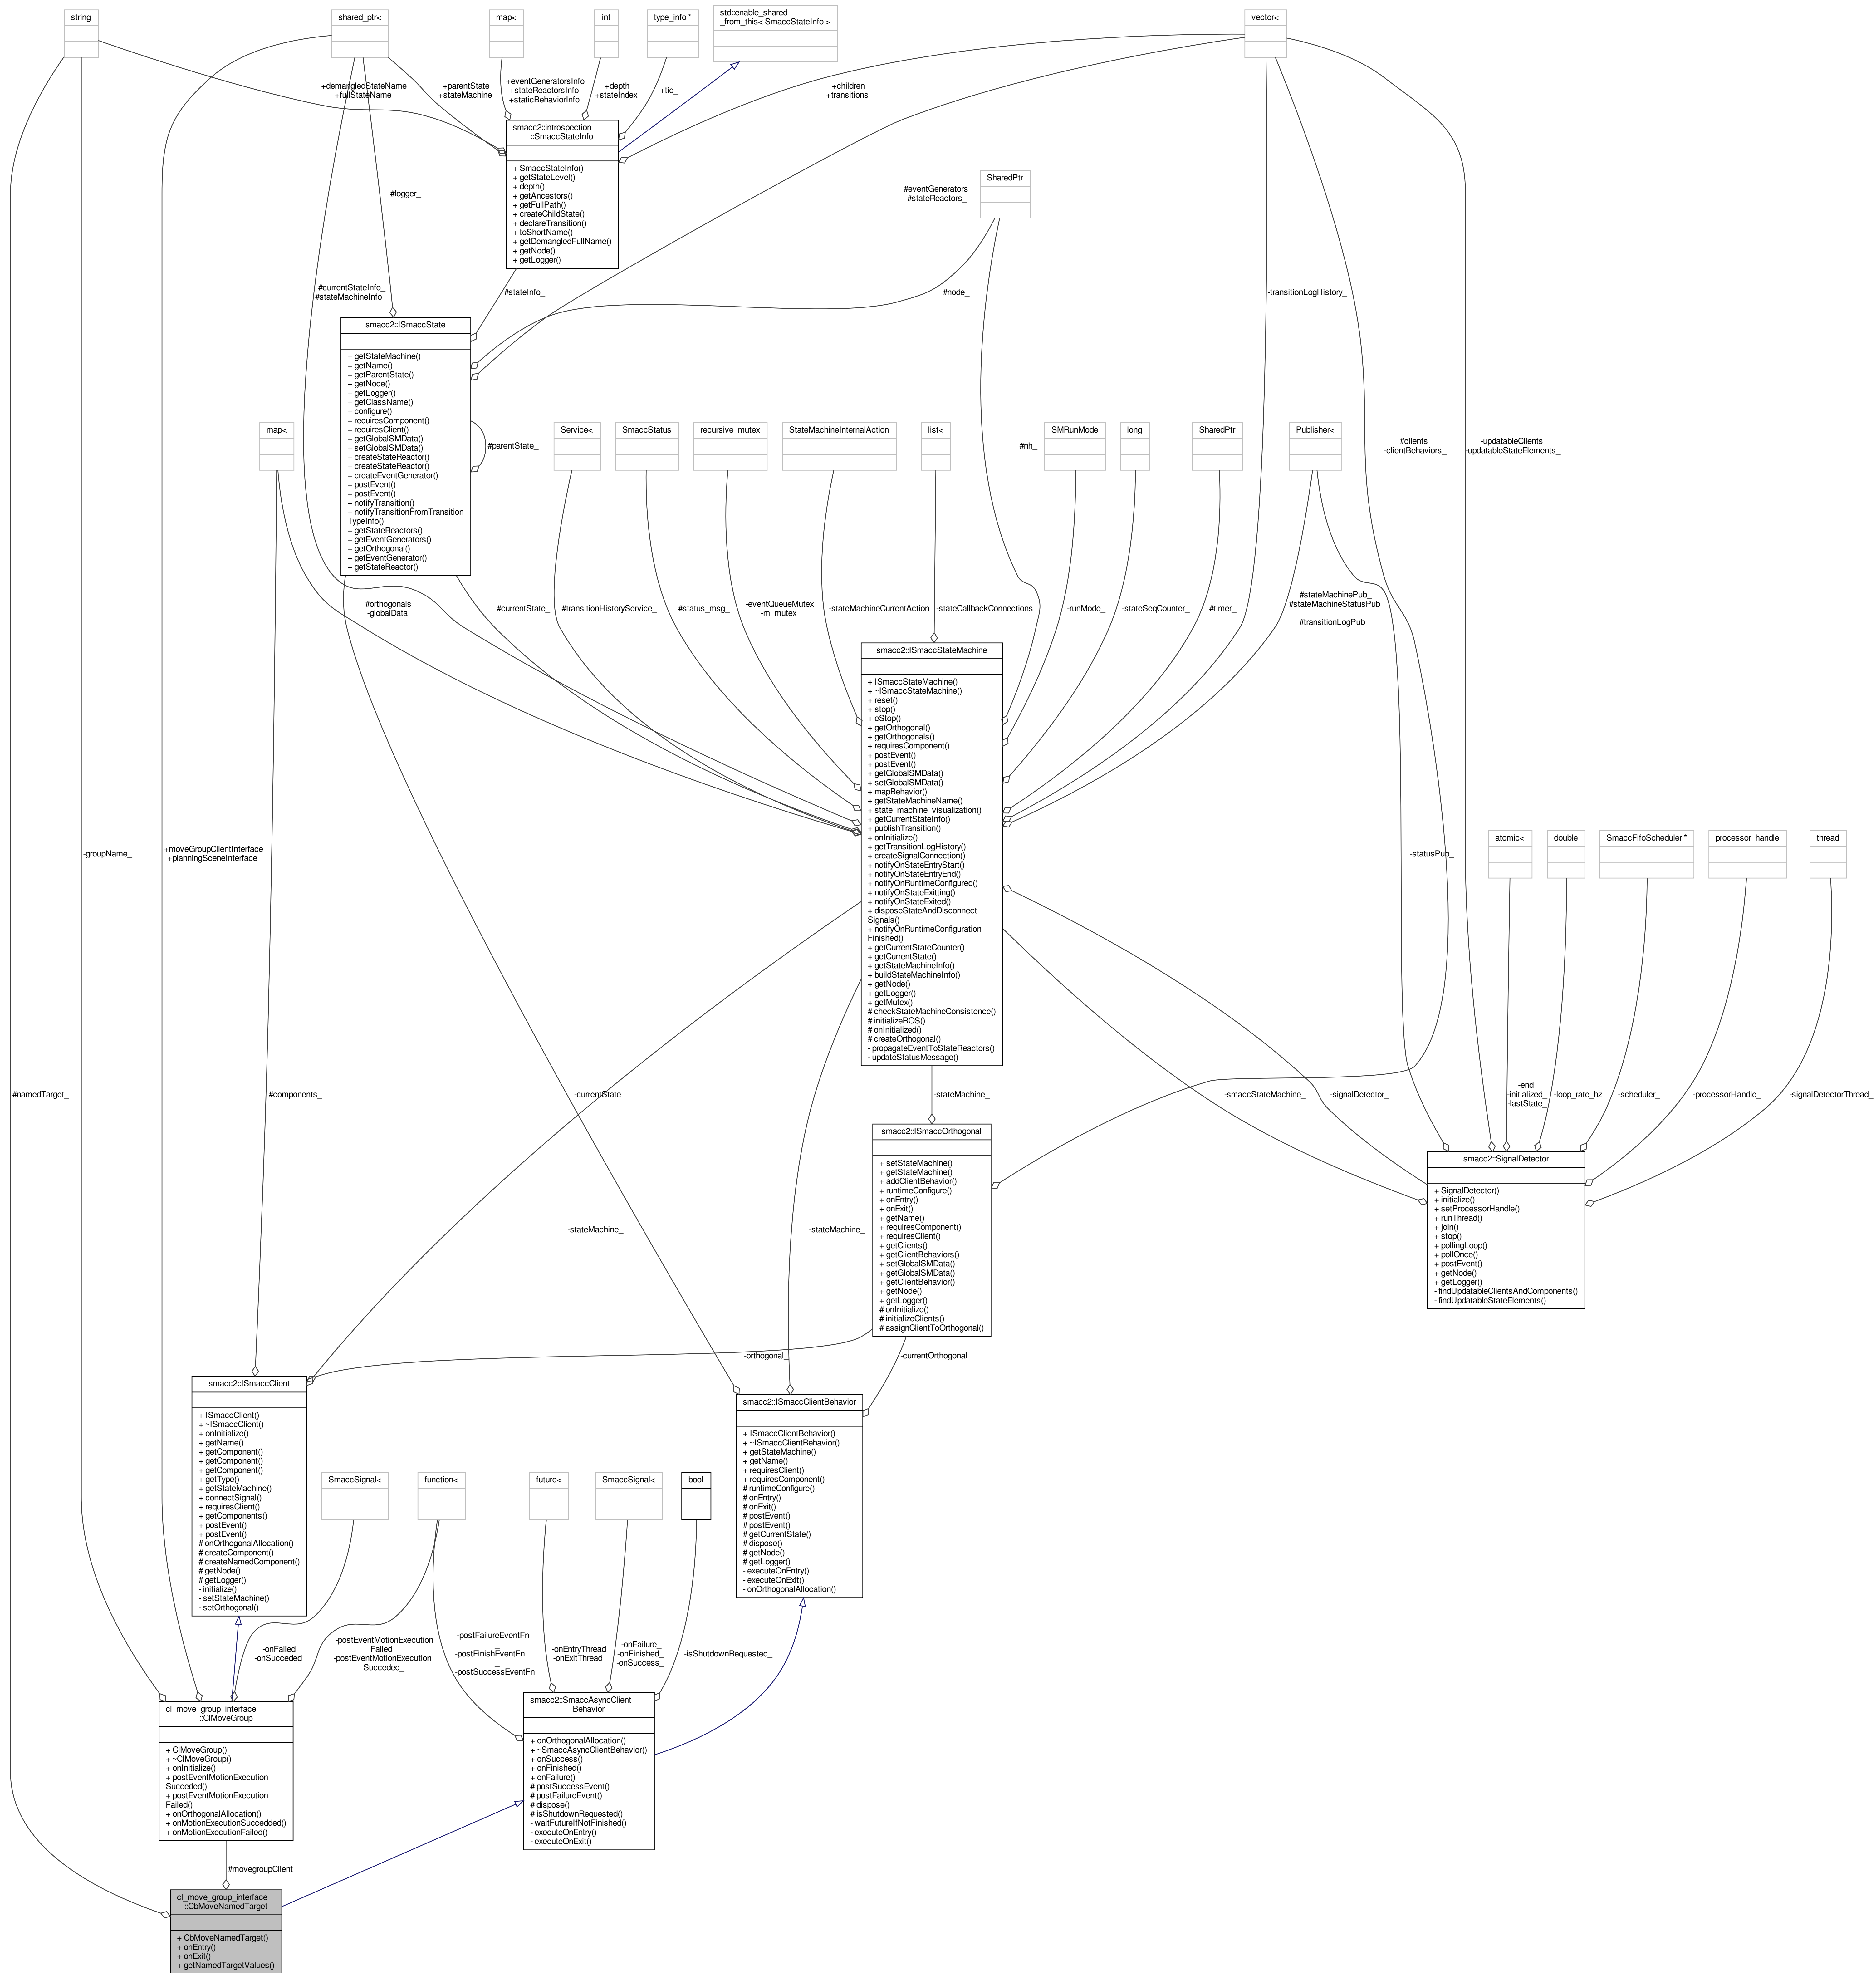 string
shared_ptr<
map<
int
type_info *
std::enable_shared
_from_this< SmaccStateInfo >
vector<
+demangledStateName
+fullStateName
+parentState_
+stateMachine_
+eventGeneratorsInfo
+stateReactorsInfo
+staticBehaviorInfo
+depth_
+stateIndex_
+tid_
+children_
+transitions_
smacc2::introspection
::SmaccStateInfo
+ SmaccStateInfo()
+ getStateLevel()
+ depth()
+ getAncestors()
+ getFullPath()
+ createChildState()
+ declareTransition()
+ toShortName()
+ getDemangledFullName()
+ getNode()
+ getLogger()
SharedPtr
#logger_
#eventGenerators_
#stateReactors_
#currentStateInfo_
#stateMachineInfo_
#stateInfo_
#node_
-transitionLogHistory_
smacc2::ISmaccState
+ getStateMachine()
+ getName()
+ getParentState()
+ getNode()
+ getLogger()
+ getClassName()
+ configure()
+ requiresComponent()
+ requiresClient()
+ getGlobalSMData()
+ setGlobalSMData()
+ createStateReactor()
+ createStateReactor()
+ createEventGenerator()
+ postEvent()
+ postEvent()
+ notifyTransition()
+ notifyTransitionFromTransition
TypeInfo()
+ getStateReactors()
+ getEventGenerators()
+ getOrthogonal()
+ getEventGenerator()
+ getStateReactor()
#parentState_
map<
Service<
SmaccStatus
recursive_mutex
StateMachineInternalAction
list<
#nh_
SMRunMode
long
SharedPtr
Publisher<
#clients_
-clientBehaviors_
-updatableClients_
-updatableStateElements_
#orthogonals_
-globalData_
#currentState_
#transitionHistoryService_
#status_msg_
-eventQueueMutex_
-m_mutex_
-stateMachineCurrentAction
-stateCallbackConnections
-runMode_
-stateSeqCounter_
#timer_
#stateMachinePub_
#stateMachineStatusPub
_
#transitionLogPub_
smacc2::ISmaccStateMachine
+ ISmaccStateMachine()
+ ~ISmaccStateMachine()
+ reset()
+ stop()
+ eStop()
+ getOrthogonal()
+ getOrthogonals()
+ requiresComponent()
+ postEvent()
+ postEvent()
+ getGlobalSMData()
+ setGlobalSMData()
+ mapBehavior()
+ getStateMachineName()
+ state_machine_visualization()
+ getCurrentStateInfo()
+ publishTransition()
+ onInitialize()
+ getTransitionLogHistory()
+ createSignalConnection()
+ notifyOnStateEntryStart()
+ notifyOnStateEntryEnd()
+ notifyOnRuntimeConfigured()
+ notifyOnStateExitting()
+ notifyOnStateExited()
+ disposeStateAndDisconnect
Signals()
+ notifyOnRuntimeConfiguration
Finished()
+ getCurrentStateCounter()
+ getCurrentState()
+ getStateMachineInfo()
+ buildStateMachineInfo()
+ getNode()
+ getLogger()
+ getMutex()
# checkStateMachineConsistence()
# initializeROS()
# onInitialized()
# createOrthogonal()
- propagateEventToStateReactors()
- updateStatusMessage()
-groupName_
+moveGroupClientInterface
+planningSceneInterface
-statusPub_
atomic<
double
SmaccFifoScheduler *
processor_handle
thread
#namedTarget_
#components_
-currentState
-stateMachine_
-smaccStateMachine_
-signalDetector_
-end_
-initialized_
-lastState_
-loop_rate_hz
-scheduler_
-processorHandle_
-signalDetectorThread_
smacc2::ISmaccOrthogonal
+ setStateMachine()
+ getStateMachine()
+ addClientBehavior()
+ runtimeConfigure()
+ onEntry()
+ onExit()
+ getName()
+ requiresComponent()
+ requiresClient()
+ getClients()
+ getClientBehaviors()
+ setGlobalSMData()
+ getGlobalSMData()
+ getClientBehavior()
+ getNode()
+ getLogger()
# onInitialize()
# initializeClients()
# assignClientToOrthogonal()
smacc2::SignalDetector
+ SignalDetector()
+ initialize()
+ setProcessorHandle()
+ runThread()
+ join()
+ stop()
+ pollingLoop()
+ pollOnce()
+ postEvent()
+ getNode()
+ getLogger()
- findUpdatableClientsAndComponents()
- findUpdatableStateElements()
-stateMachine_
-stateMachine_
-orthogonal_
-currentOrthogonal
smacc2::ISmaccClient
+ ISmaccClient()
+ ~ISmaccClient()
+ onInitialize()
+ getName()
+ getComponent()
+ getComponent()
+ getComponent()
+ getType()
+ getStateMachine()
+ connectSignal()
+ requiresClient()
+ getComponents()
+ postEvent()
+ postEvent()
# onOrthogonalAllocation()
# createComponent()
# createNamedComponent()
# getNode()
# getLogger()
- initialize()
- setStateMachine()
- setOrthogonal()
smacc2::ISmaccClientBehavior
+ ISmaccClientBehavior()
+ ~ISmaccClientBehavior()
+ getStateMachine()
+ getName()
+ requiresClient()
+ requiresComponent()
# runtimeConfigure()
# onEntry()
# onExit()
# postEvent()
# postEvent()
# getCurrentState()
# dispose()
# getNode()
# getLogger()
- executeOnEntry()
- executeOnExit()
- onOrthogonalAllocation()
SmaccSignal<
function<
future<
SmaccSignal<
bool
-onFailed_
-onSucceded_
-postEventMotionExecution
Failed_
-postEventMotionExecution
Succeded_
-postFailureEventFn
_
-postFinishEventFn
_
-postSuccessEventFn_
-onEntryThread_
-onExitThread_
-onFailure_
-onFinished_
-onSuccess_
-isShutdownRequested_
cl_move_group_interface
::ClMoveGroup
+ ClMoveGroup()
+ ~ClMoveGroup()
+ onInitialize()
+ postEventMotionExecution
Succeded()
+ postEventMotionExecution
Failed()
+ onOrthogonalAllocation()
+ onMotionExecutionSuccedded()
+ onMotionExecutionFailed()
smacc2::SmaccAsyncClient
Behavior
+ onOrthogonalAllocation()
+ ~SmaccAsyncClientBehavior()
+ onSuccess()
+ onFinished()
+ onFailure()
# postSuccessEvent()
# postFailureEvent()
# dispose()
# isShutdownRequested()
- waitFutureIfNotFinished()
- executeOnEntry()
- executeOnExit()
#movegroupClient_
cl_move_group_interface
::CbMoveNamedTarget
+ CbMoveNamedTarget()
+ onEntry()
+ onExit()
+ getNamedTargetValues()